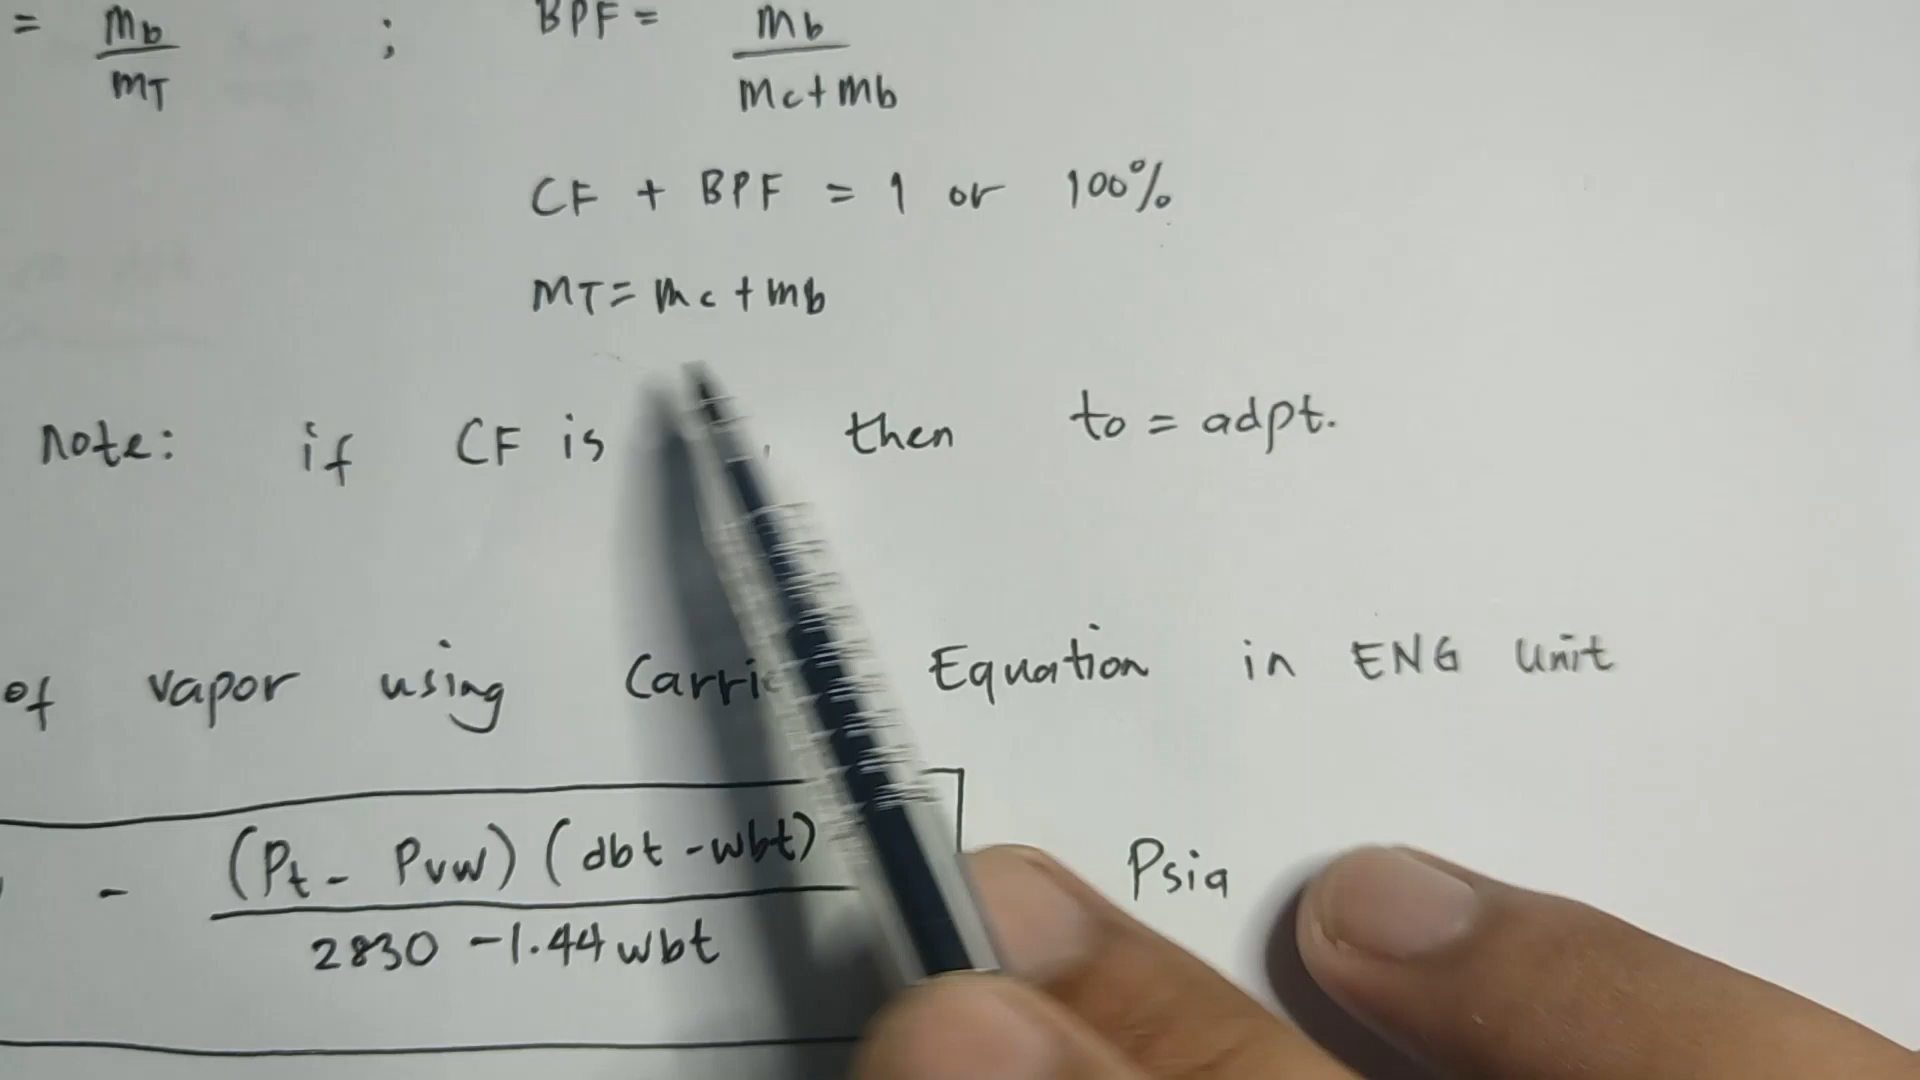 = mb / mT ; BPF = mb / mc + mb
CF + BPF = 1 or 100%
mT = mc + mb
Note: if CF is then to = adpt.
of vapor using Equation in ENG Unit
- (Pt - Pvw) (dbt - wbt) / 2830 - 1.44 wbt Psia